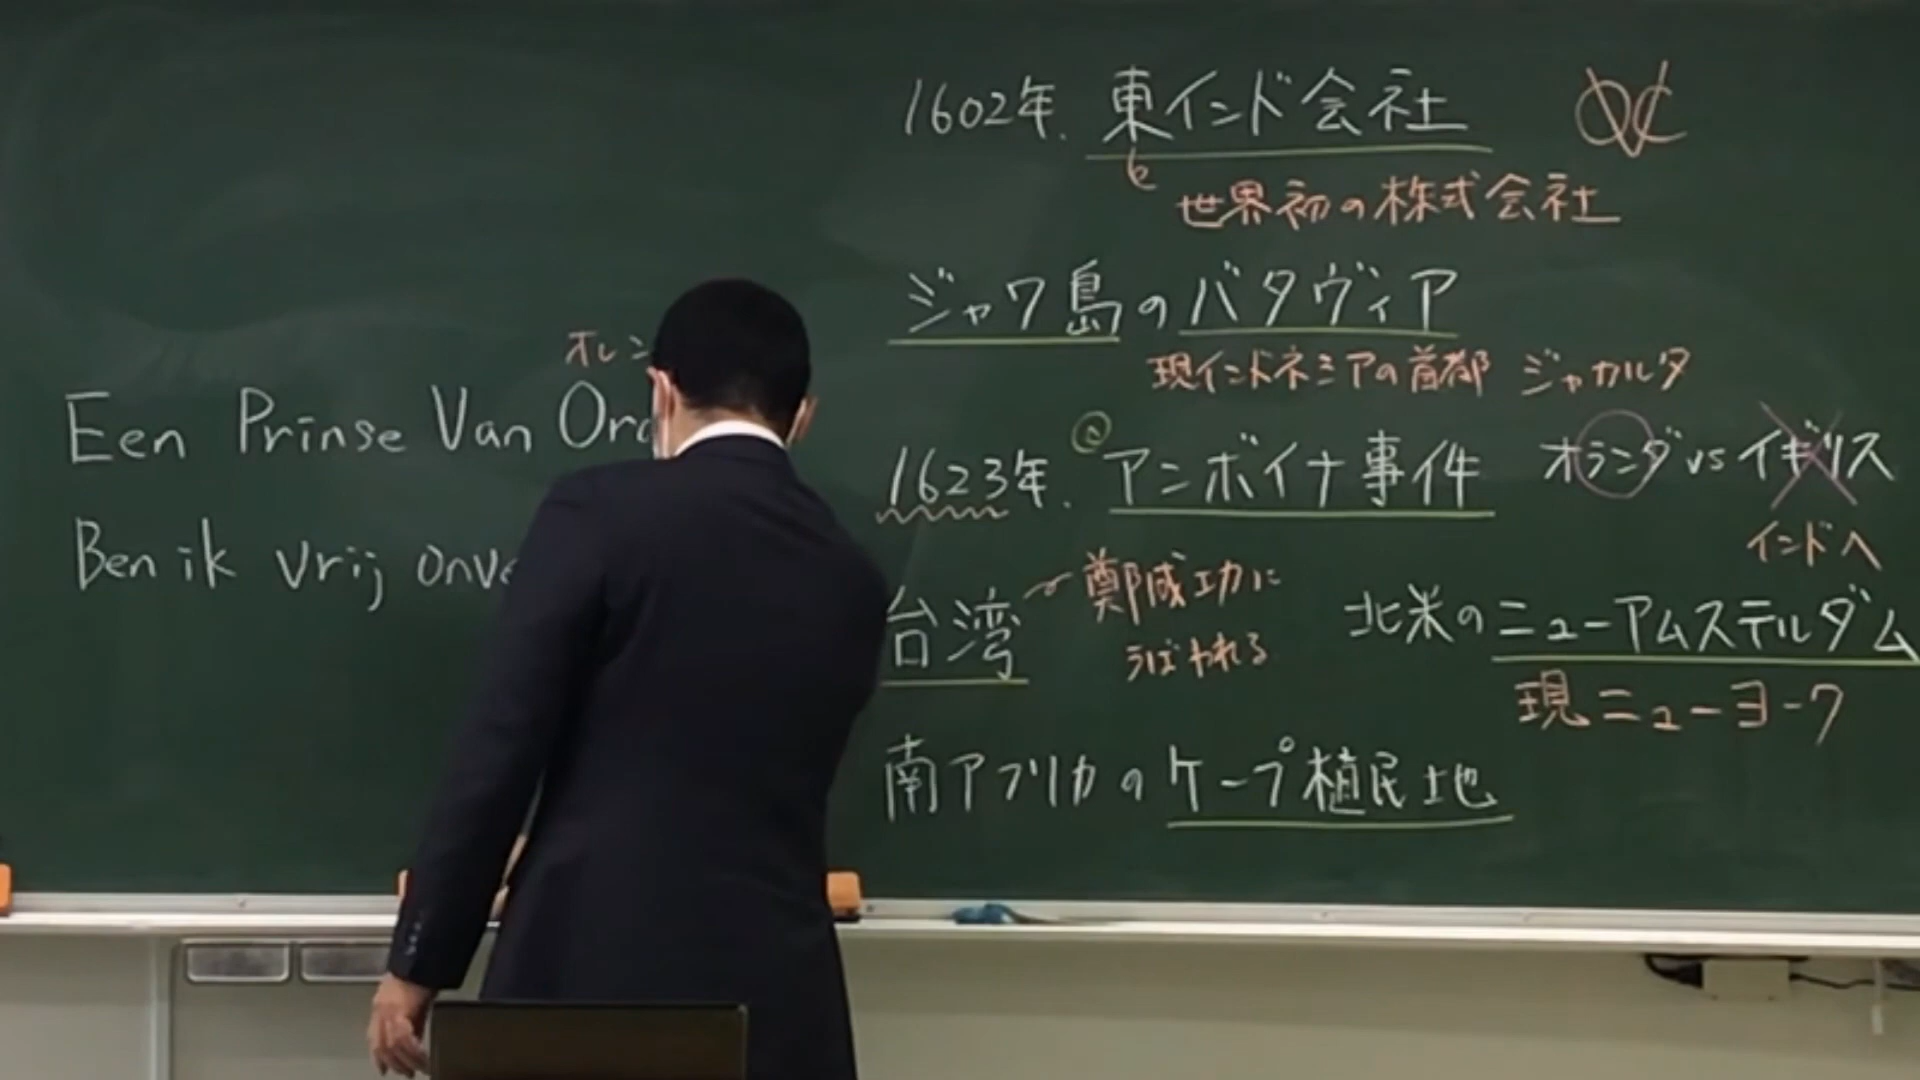 オレン
Een Prinse Van Ora
Ben ik vrij onve
1602年. 東インド会社
世界初の株式会社
ジャワ島のバタヴィア
現インドネシアの首都 ジャカルタ
1623年. アンボイナ事件 オランダ vs イギリス
インドへ
台湾 鄭成功に
うばわれる
北米のニューアムステルダム
現ニューヨーク
南アフリカのケープ植民地